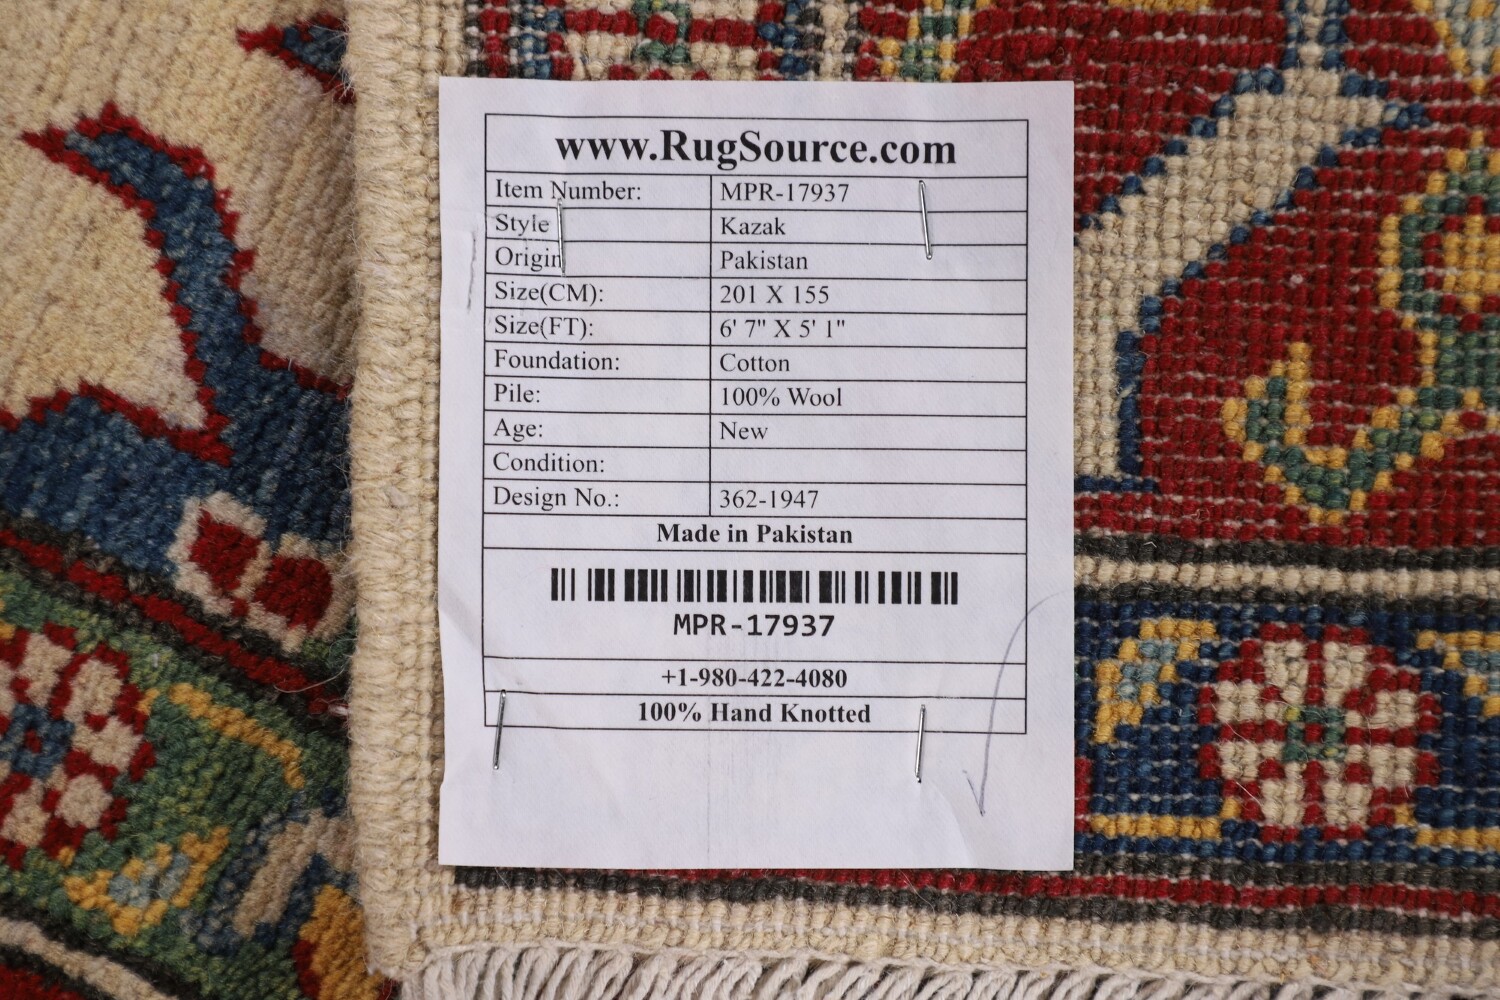 www.RugSource.com
Item Number: MPR-17937
Style Kazak
Origin Pakistan
Size(CM): 201 X 155
Size(FT): 6' 7" X 5' 1"
Foundation: Cotton
Pile: 100% Wool
Age: New
Condition:
Design No.: 362-1947
Made in Pakistan
MPR-17937
+1-980-422-4080
100% Hand Knotted